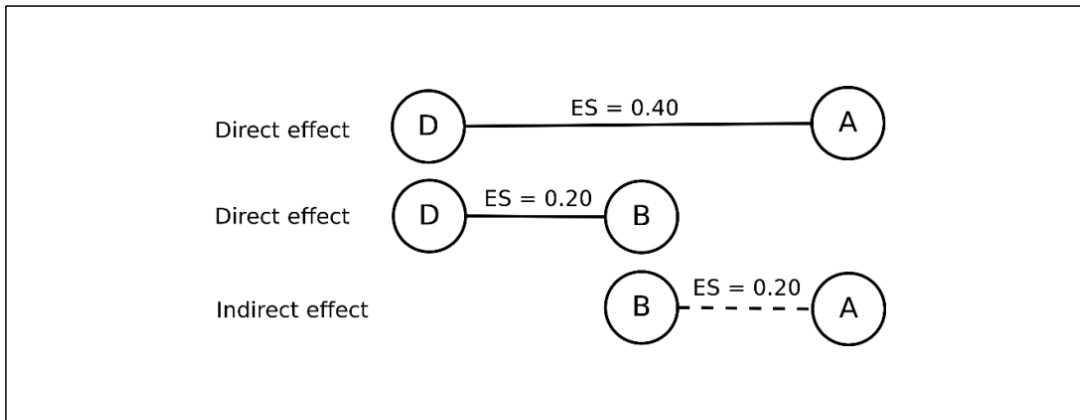 Direct effect D ES = 0.40 A
Direct effect D ES = 0.20 B
Indirect effect B ES = 0.20 A